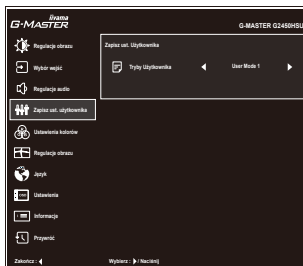 iiyama
G-MASTER
G-MASTER G2450HSU
Regulacje obrazu
Wybór wejść
Regulacje audio
Zapisz ust. użytkownika
Ustawienia kolorów
Regulacja obrazu
Język
Ustawienia
Informacje
Przywróć
Zapisz ust. Użytkownika
Tryby Użytkownika
User Mode 1
Zakończ :
Wybierz : / Naciśnij